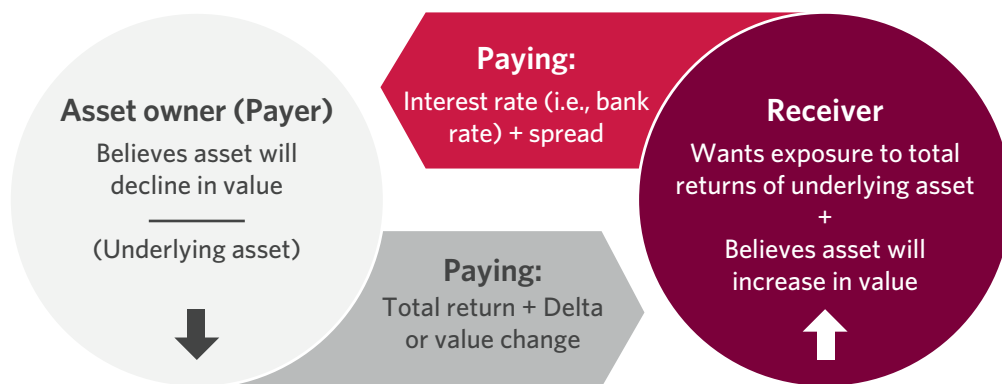 Asset owner (Payer)
Believes asset will
decline in value
(Underlying asset)
Paying:
Interest rate (i.e., bank
rate) + spread
Paying:
Total return + Delta
or value change
Receiver
Wants exposure to total
returns of underlying asset
+
Believes asset will
increase in value